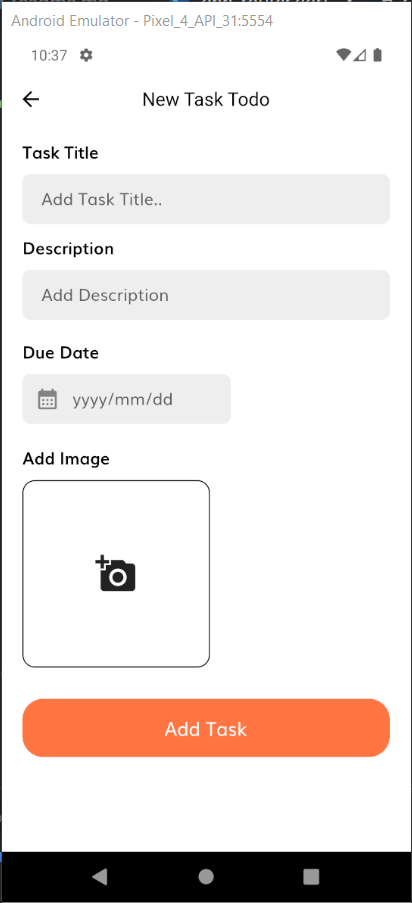 Android Emulator - Pixel_4_API_31:5554
10:37
New Task Todo
Task Title
Add Task Title..
Description
Add Description
Due Date
yyyy/mm/dd
Add Image
Add Task